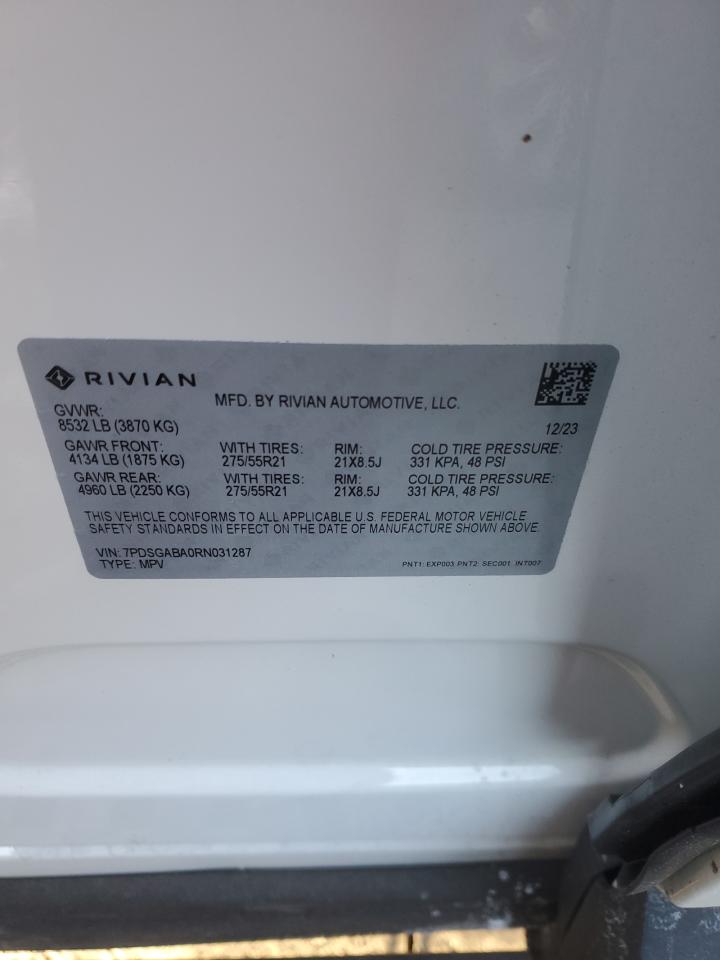 RIVIAN
MFD. BY RIVIAN AUTOMOTIVE, LLC.
GVWR:
8532 LB (3870 KG)
12/23
GAWR FRONT: WITH TIRES: RIM: COLD TIRE PRESSURE:
4134 LB (1875 KG) 275/55R21 21X8.5J 331 KPA, 48 PSI
GAWR REAR: WITH TIRES: RIM: COLD TIRE PRESSURE:
4960 LB (2250 KG) 275/55R21 21X8.5J 331 KPA, 48 PSI
THIS VEHICLE CONFORMS TO ALL APPLICABLE U.S. FEDERAL MOTOR VEHICLE
SAFETY STANDARDS IN EFFECT ON THE DATE OF MANUFACTURE SHOWN ABOVE.
VIN: 7PDSGABA0RN031287
TYPE: MPV
PNT1: EXP003 PNT2: SEC001 INT007